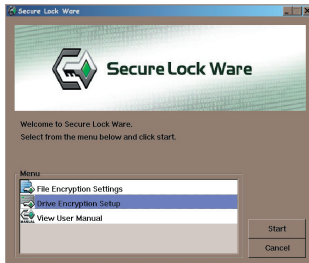 Secure Lock Ware
Secure Lock Ware
Welcome to Secure Lock Ware.
Select from the menu below and click start.
Menu
File Encryption Settings
Drive Encryption Setup
MANUAL
View User Manual
Start
Cancel